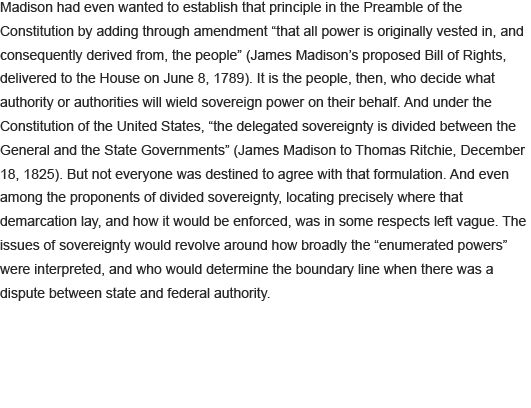 Madison had even wanted to establish that principle in the Preamble of the
Constitution by adding through amendment “that all power is originally vested in, and
consequently derived from, the people” (James Madison’s proposed Bill of Rights,
delivered to the House on June 8, 1789). It is the people, then, who decide what
authority or authorities will wield sovereign power on their behalf. And under the
Constitution of the United States, “the delegated sovereignty is divided between the
General and the State Governments” (James Madison to Thomas Ritchie, December
18, 1825). But not everyone was destined to agree with that formulation. And even
among the proponents of divided sovereignty, locating precisely where that
demarcation lay, and how it would be enforced, was in some respects left vague. The
issues of sovereignty would revolve around how broadly the “enumerated powers”
were interpreted, and who would determine the boundary line when there was a
dispute between state and federal authority.